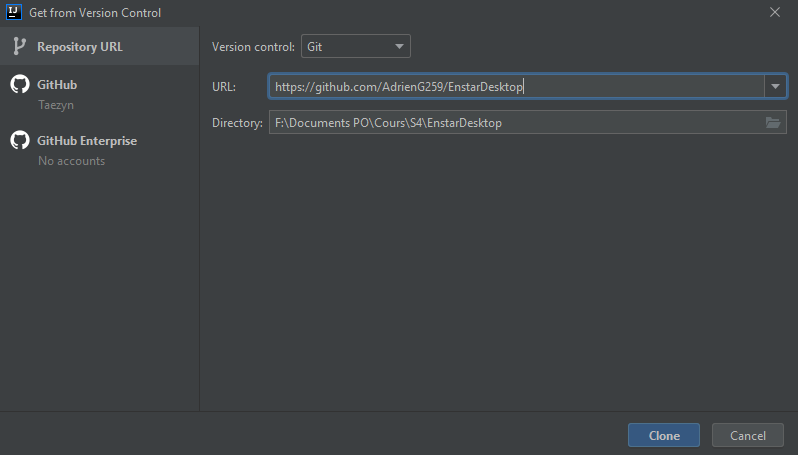 IJ Get from Version Control
Repository URL
GitHub
Taezyn
GitHub Enterprise
No accounts
Version control: Git
URL: https://github.com/AdrienG259/EnstarDesktop
Directory: F:\Documents PO\Cours\S4\EnstarDesktop
Clone Cancel